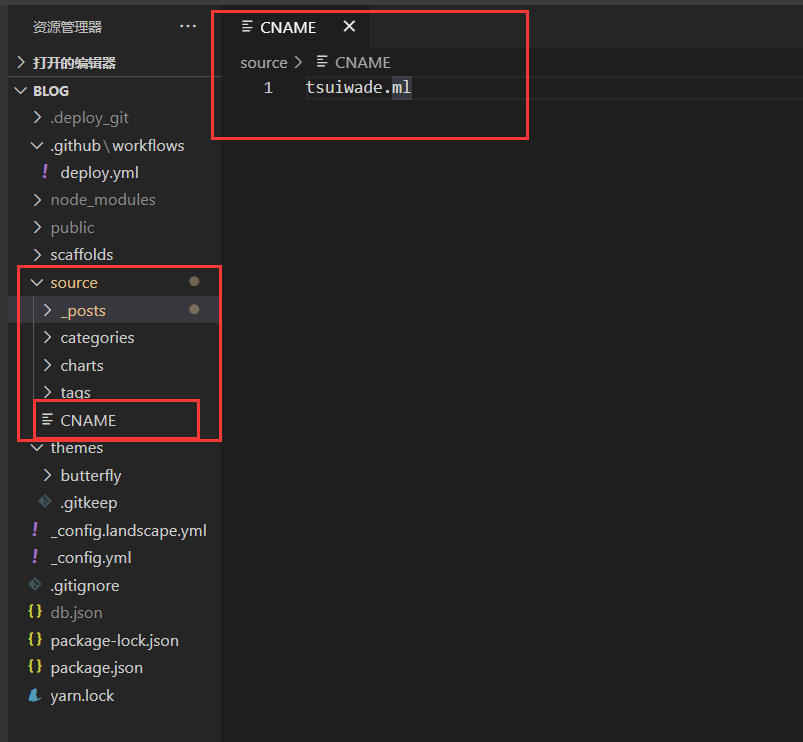 资源管理器 ···
打开的编辑器
BLOG
.deploy_git
.github\workflows
! deploy.yml
node_modules
public
scaffolds
source
_posts
categories
charts
tags
CNAME
themes
butterfly
.gitkeep
! _config.landscape.yml
! _config.yml
.gitignore
{} db.json
{} package-lock.json
{} package.json
yarn.lock
CNAME
source > CNAME
1 tsuiwade.ml